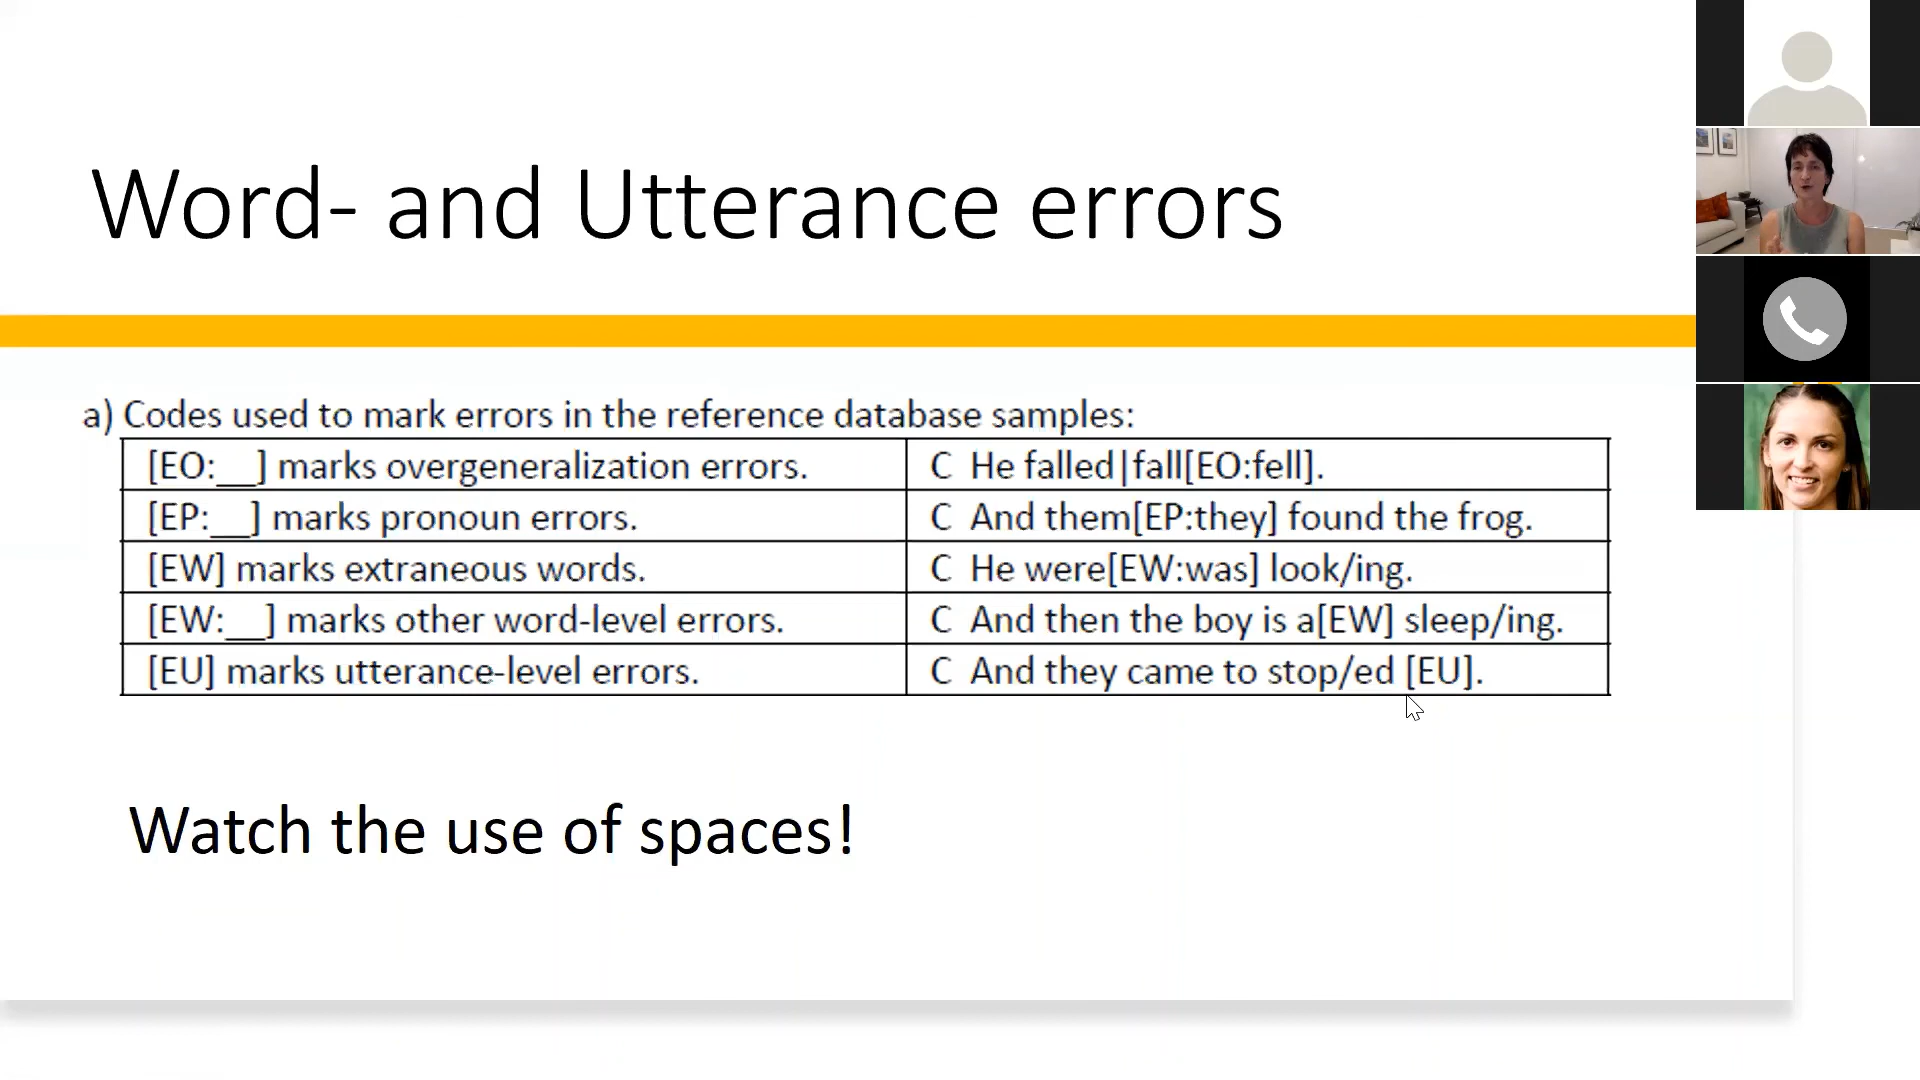 Word- and Utterance errors
a) Codes used to mark errors in the reference database samples:
[EO:__] marks overgeneralization errors. C He falled|fall[EO:fell].
[EP:__] marks pronoun errors. C And them[EP:they] found the frog.
[EW] marks extraneous words. C He were[EW:was] look/ing.
[EW:__] marks other word-level errors. C And then the boy is a[EW] sleep/ing.
[EU] marks utterance-level errors. C And they came to stop/ed [EU].
Watch the use of spaces!